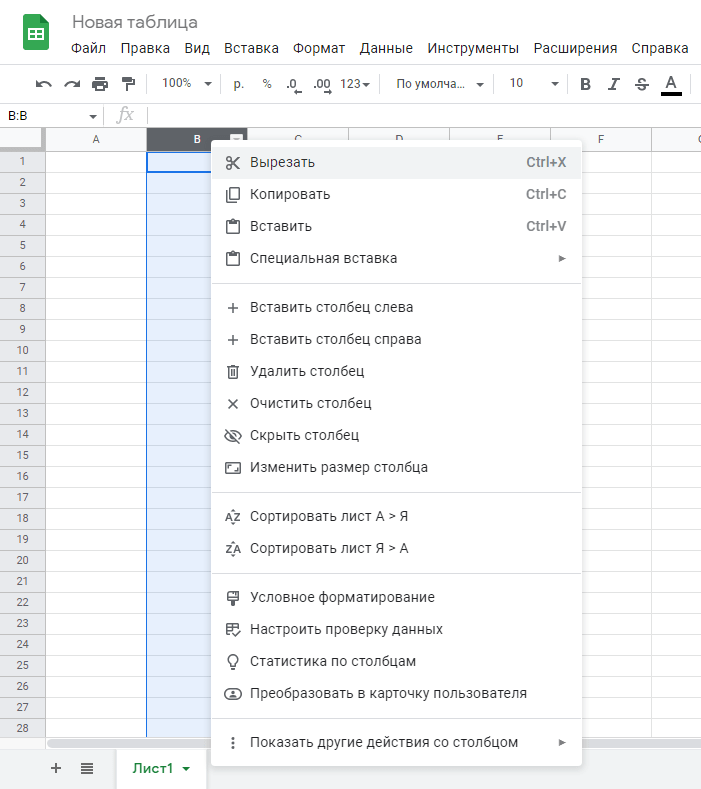 Новая таблица
Файл Правка Вид Вставка Формат Данные Инструменты Расширения Справка
100% р. % .0 .00 123 По умолча... 10 B I S A
B:B fx
A B C D E F
1
2
3
4
5
6
7
8
9
10
11
12
13
14
15
16
17
18
19
20
21
22
23
24
25
26
27
28
Вырезать Ctrl+X
Копировать Ctrl+C
Вставить Ctrl+V
Специальная вставка
Вставить столбец слева
Вставить столбец справа
Удалить столбец
Очистить столбец
Скрыть столбец
Изменить размер столбца
AZ Сортировать лист А > Я
ZA Сортировать лист Я > А
Условное форматирование
Настроить проверку данных
Статистика по столбцам
Преобразовать в карточку пользователя
Показать другие действия со столбцом
Лист1